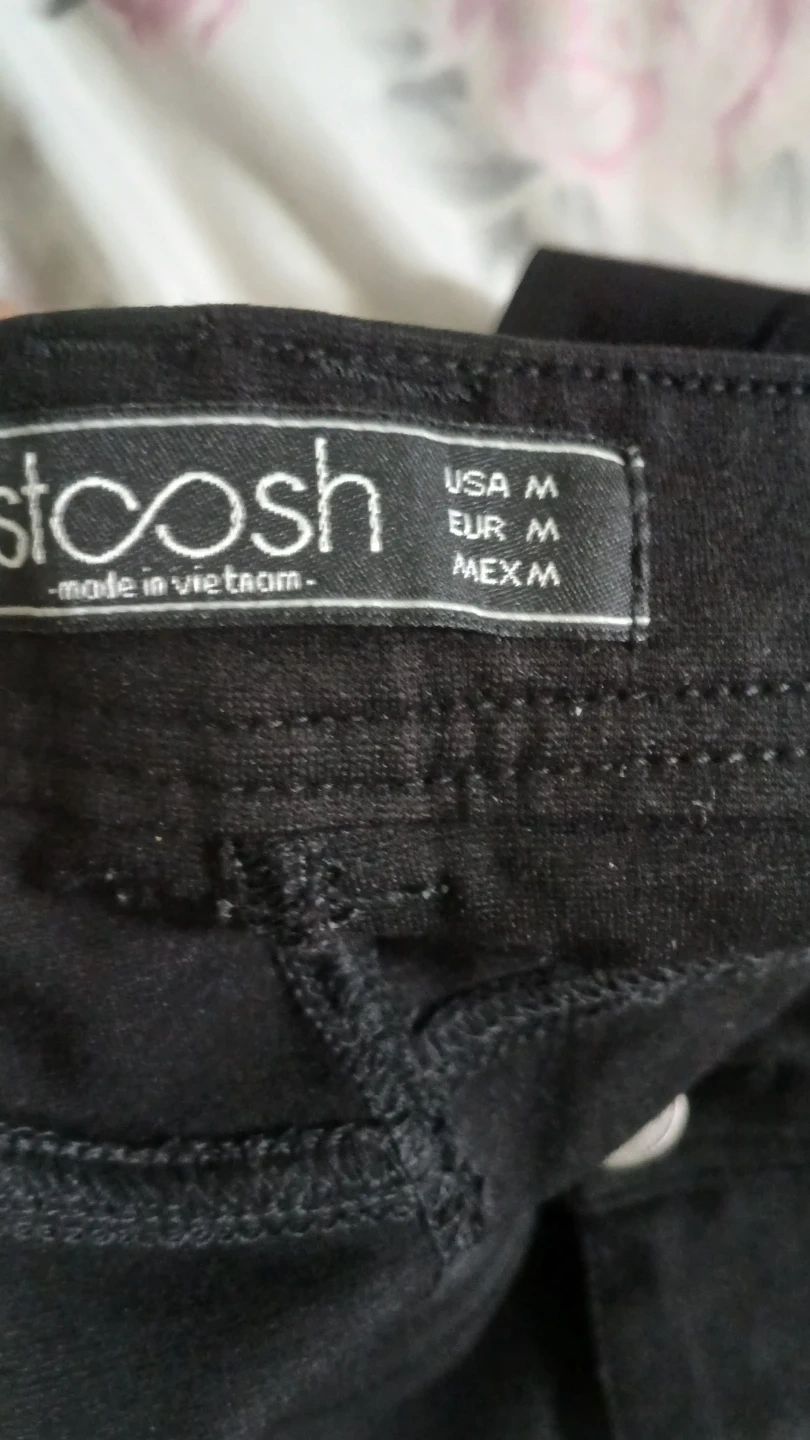 stoosh
-made in vietnam-
USA M
EUR M
MEX M